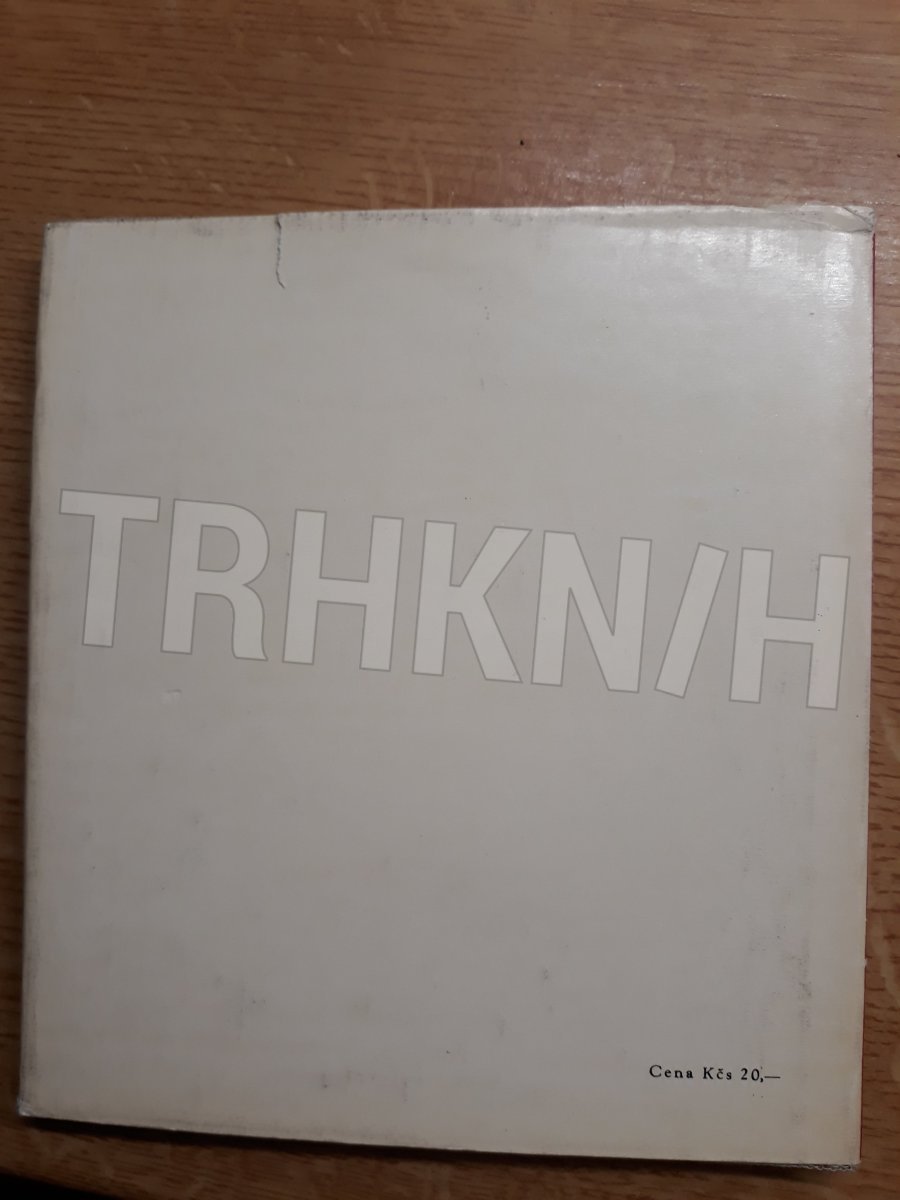 TRHKN/H
Cena Kčs 20,—